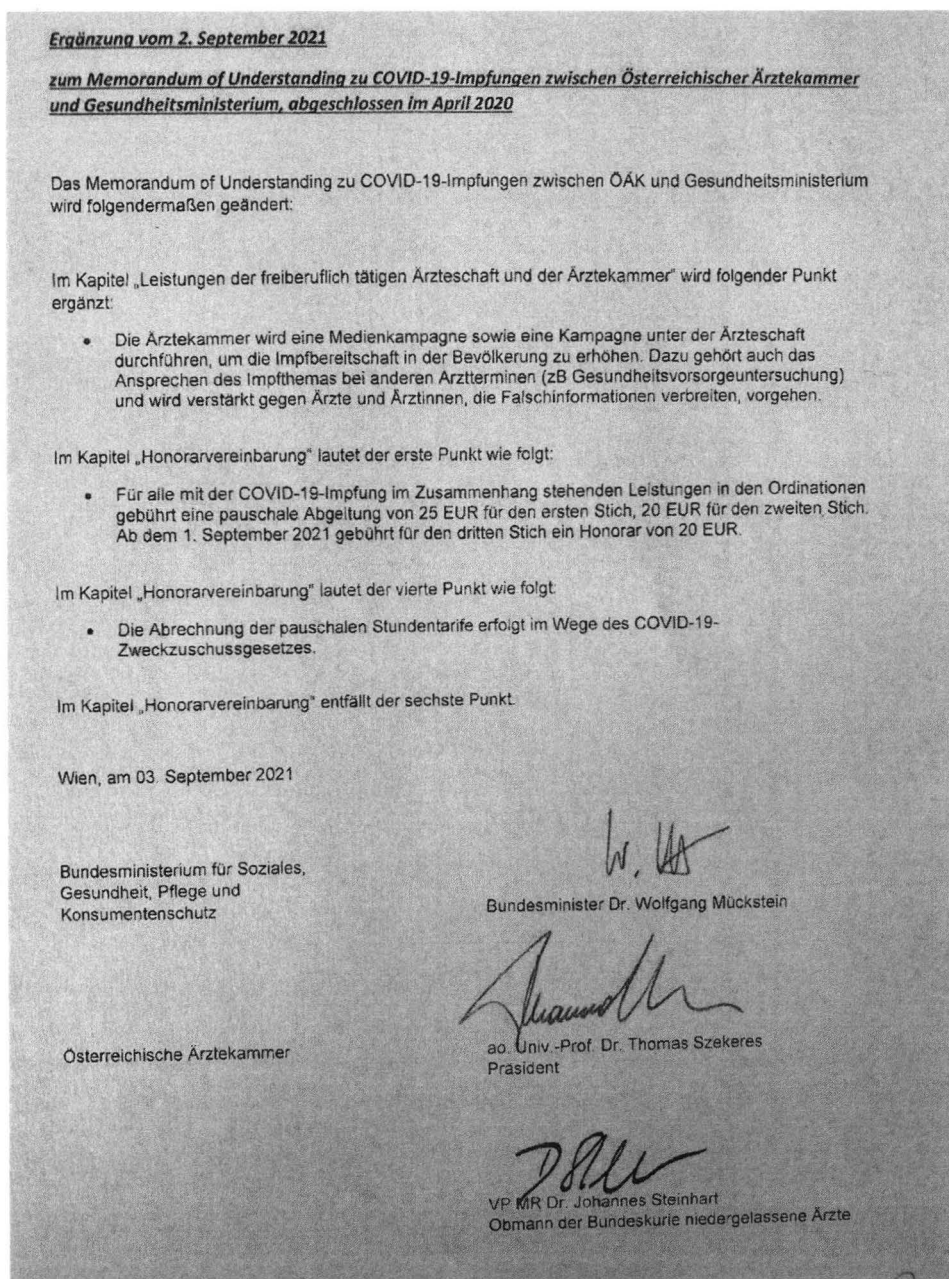 Ergänzung vom 2. September 2021
zum Memorandum of Understanding zu COVID-19-Impfungen zwischen Österreichischer Ärztekammer
und Gesundheitsministerium, abgeschlossen im April 2020
Das Memorandum of Understanding zu COVID-19-Impfungen zwischen ÖÄK und Gesundheitsministerium
wird folgendermaßen geändert:
Im Kapitel „Leistungen der freiberuflich tätigen Ärzteschaft und der Ärztekammer" wird folgender Punkt
ergänzt:
• Die Ärztekammer wird eine Medienkampagne sowie eine Kampagne unter der Ärzteschaft
durchführen, um die Impfbereitschaft in der Bevölkerung zu erhöhen. Dazu gehört auch das
Ansprechen des Impfthemas bei anderen Arztterminen (zB Gesundheitsvorsorgeuntersuchung)
und wird verstärkt gegen Ärzte und Ärztinnen, die Falschinformationen verbreiten, vorgehen.
Im Kapitel „Honorarvereinbarung" lautet der erste Punkt wie folgt:
• Für alle mit der COVID-19-Impfung im Zusammenhang stehenden Leistungen in den Ordinationen
gebührt eine pauschale Abgeltung von 25 EUR für den ersten Stich, 20 EUR für den zweiten Stich.
Ab dem 1. September 2021 gebührt für den dritten Stich ein Honorar von 20 EUR.
Im Kapitel „Honorarvereinbarung" lautet der vierte Punkt wie folgt:
• Die Abrechnung der pauschalen Stundentarife erfolgt im Wege des COVID-19-
Zweckzuschussgesetzes.
Im Kapitel „Honorarvereinbarung" entfällt der sechste Punkt.
Wien, am 03. September 2021
Bundesministerium für Soziales,
Gesundheit, Pflege und
Konsumentenschutz
Bundesminister Dr. Wolfgang Mückstein
Österreichische Ärztekammer
ao. Univ.-Prof. Dr. Thomas Szekeres
Präsident
VP MR Dr. Johannes Steinhart
Obmann der Bundeskurie niedergelassene Ärzte